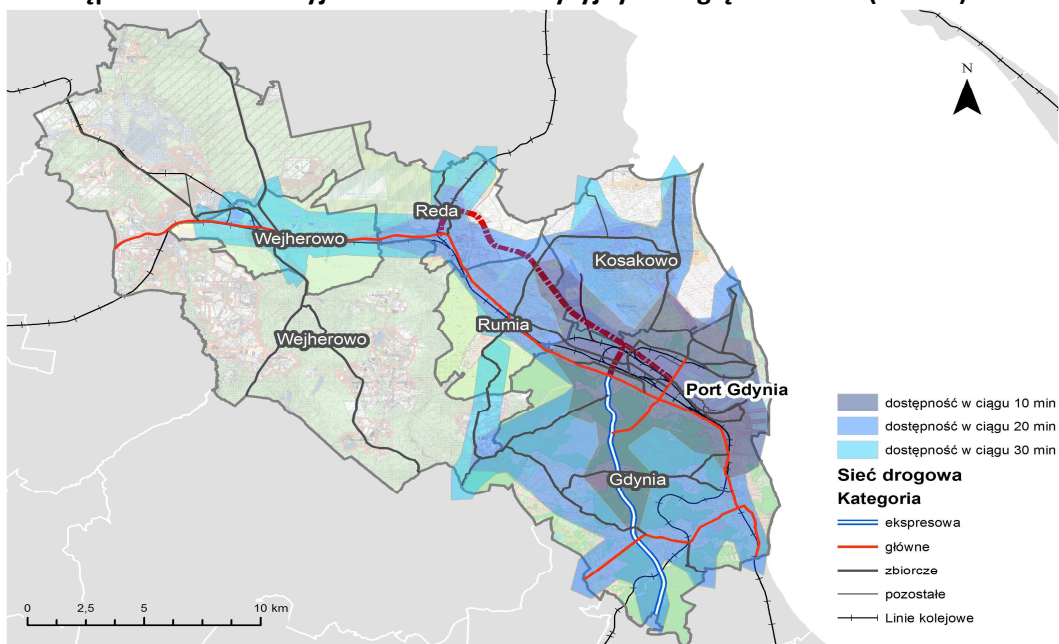 N
Reda
Wejherowo
Kosakowo
Rumia
Wejherowo
Port Gdynia
Gdynia
dostępność w ciągu 10 min
dostępność w ciągu 20 min
dostępność w ciągu 30 min
Sieć drogowa
Kategoria
ekspresowa
główne
zbiorcze
pozostałe
Linie kolejowe
0 2,5 5 10 km